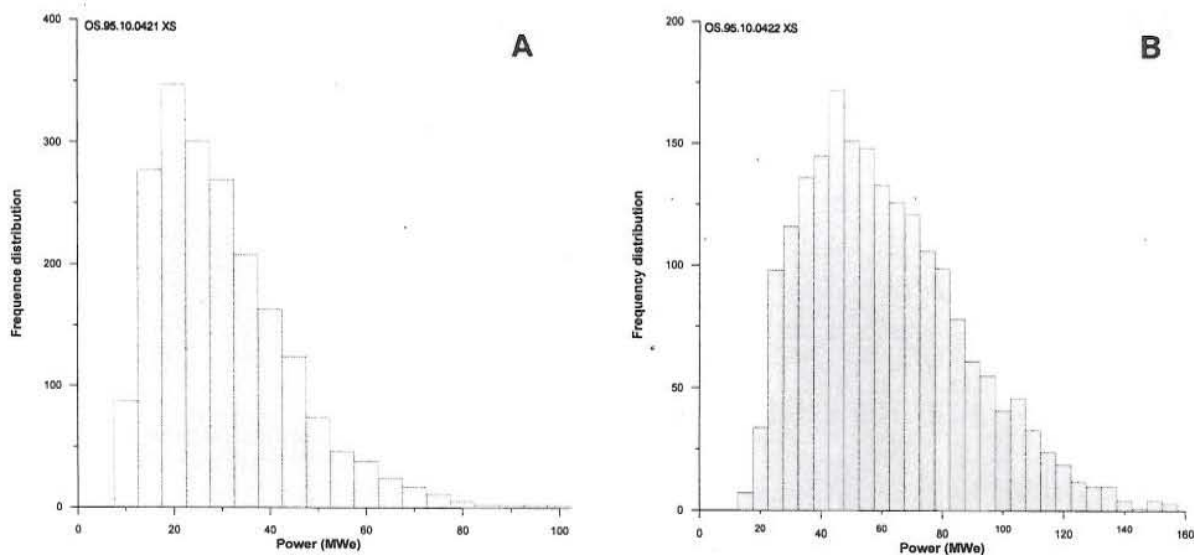 OS.95.10.0421 XS
A
400
300
200
100
0
Frequence distribution
0 20 40 60 80 100
Power (MWe)
OS.95.10.0422 XS
B
200
150
100
50
0
Frequency distribution
0 20 40 60 80 100 120 140 160
Power (MWe)